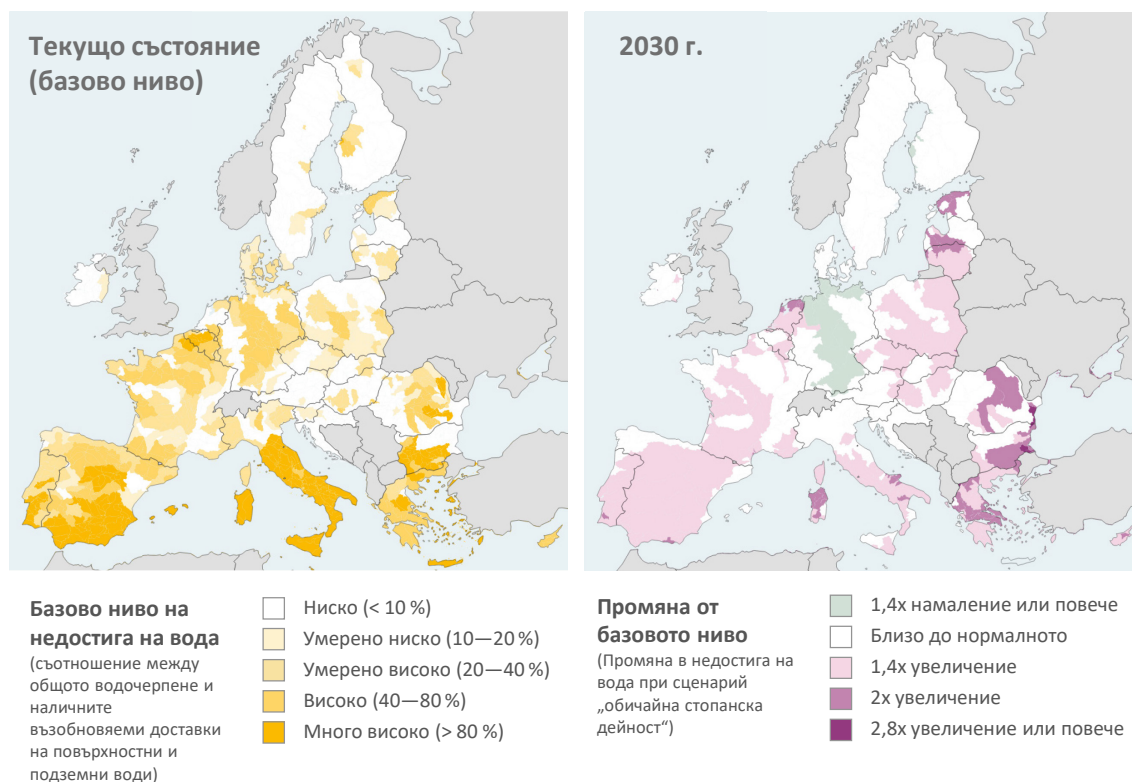 Текущо състояние
(базово ниво)
2030 г.
Базово ниво на
недостига на вода
(съотношение между
общото водочерпене и
наличните
възобновяеми доставки
на повърхностни и
подземни води)
Ниско (< 10 %)
Умерено ниско (10—20 %)
Умерено високо (20—40 %)
Високо (40—80 %)
Много високо (> 80 %)
Промяна от
базовото ниво
(Промяна в недостига на
вода при сценарий
„обичайна стопанска
дейност“)
1,4x намаление или повече
Близо до нормалното
1,4x увеличение
2x увеличение
2,8x увеличение или повече